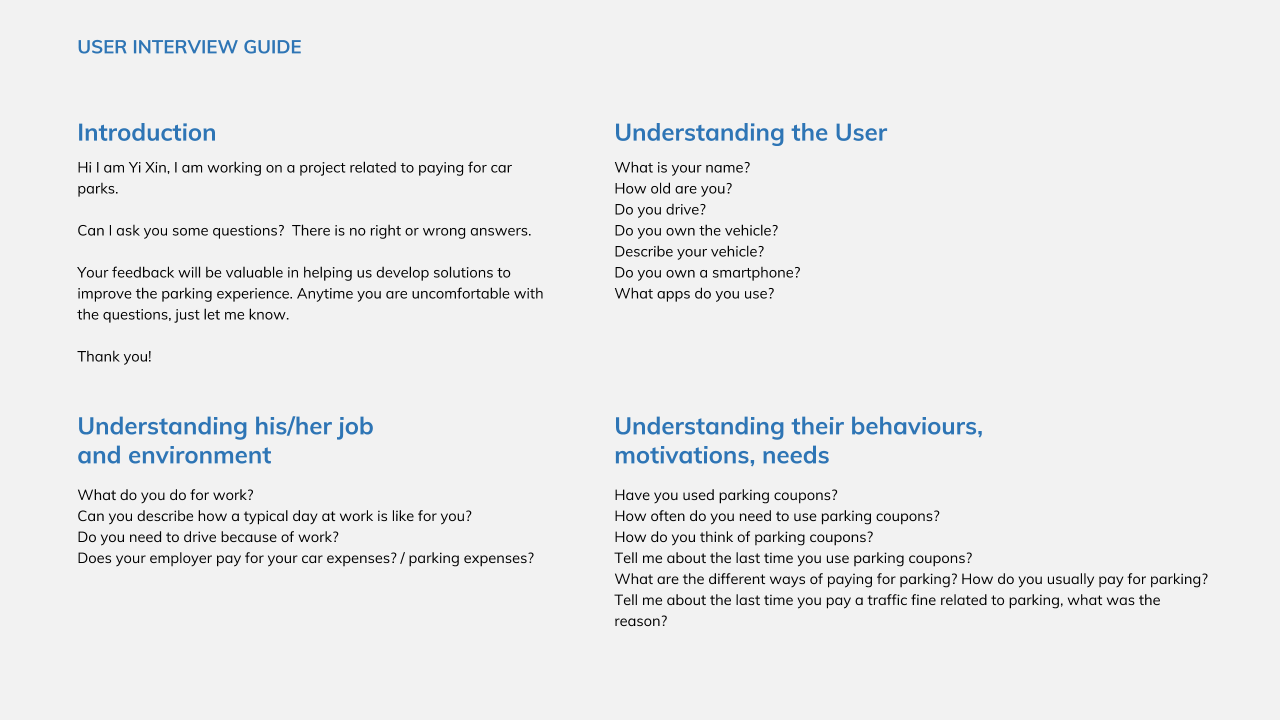 USER INTERVIEW GUIDE
Introduction
Hi I am Yi Xin, I am working on a project related to paying for car
parks.
Can I ask you some questions?  There is no right or wrong answers.
Your feedback will be valuable in helping us develop solutions to
improve the parking experience. Anytime you are uncomfortable with
the questions, just let me know.
Thank you!
Understanding the User
What is your name?
How old are you?
Do you drive?
Do you own the vehicle?
Describe your vehicle?
Do you own a smartphone?
What apps do you use?
Understanding his/her job
and environment
What do you do for work?
Can you describe how a typical day at work is like for you?
Do you need to drive because of work?
Does your employer pay for your car expenses? / parking expenses?
Understanding their behaviours,
motivations, needs
Have you used parking coupons?
How often do you need to use parking coupons?
How do you think of parking coupons?
Tell me about the last time you use parking coupons?
What are the different ways of paying for parking? How do you usually pay for parking?
Tell me about the last time you pay a traffic fine related to parking, what was the
reason?